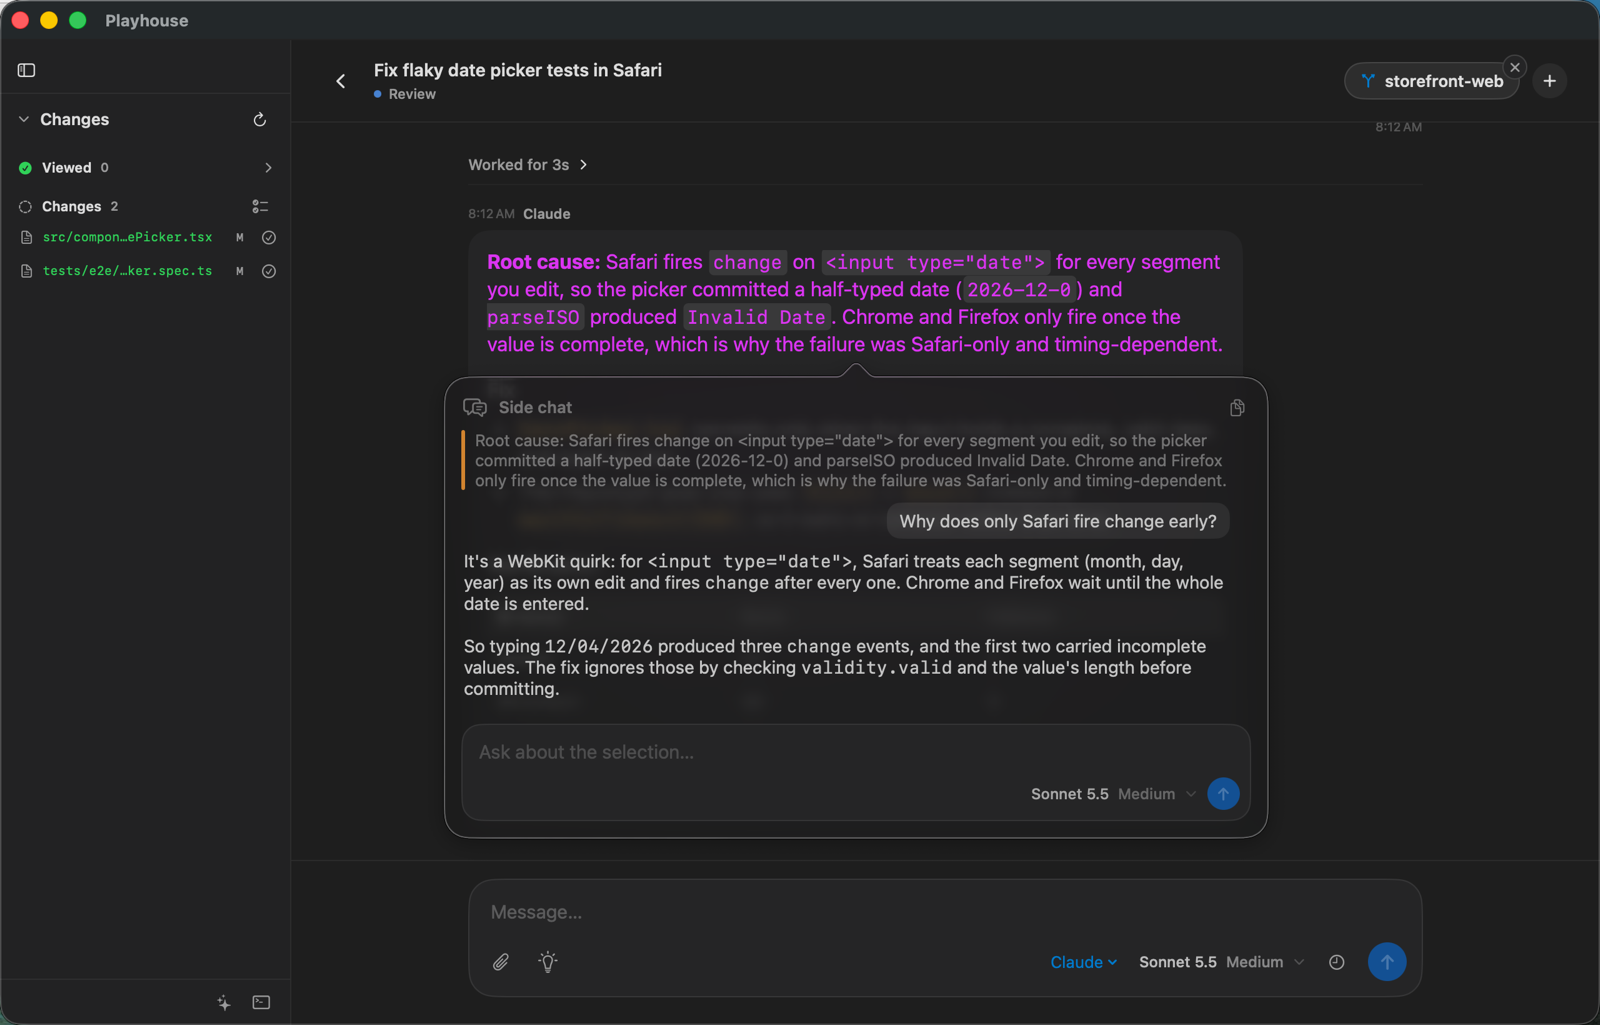 Playhouse
Fix flaky date picker tests in Safari
Review
storefront-web
Changes
Viewed 0
Changes 2
src/compon…ePicker.tsx M
tests/e2e/…ker.spec.ts M
8:12 AM
Worked for 3s
8:12 AM Claude
Root cause: Safari fires change on <input type="date"> for every segment
you edit, so the picker committed a half-typed date (2026-12-0) and
parseISO produced Invalid Date. Chrome and Firefox only fire once the
value is complete, which is why the failure was Safari-only and timing-dependent.
Side chat
Root cause: Safari fires change on <input type="date"> for every segment you edit, so the picker
committed a half-typed date (2026-12-0) and parseISO produced Invalid Date. Chrome and Firefox
only fire once the value is complete, which is why the failure was Safari-only and timing-dependent.
Why does only Safari fire change early?
It's a WebKit quirk: for <input type="date">, Safari treats each segment (month, day,
year) as its own edit and fires change after every one. Chrome and Firefox wait until the whole
date is entered.
So typing 12/04/2026 produced three change events, and the first two carried incomplete
values. The fix ignores those by checking validity.valid and the value's length before
committing.
Ask about the selection...
Sonnet 5.5 Medium
Message...
Claude Sonnet 5.5 Medium